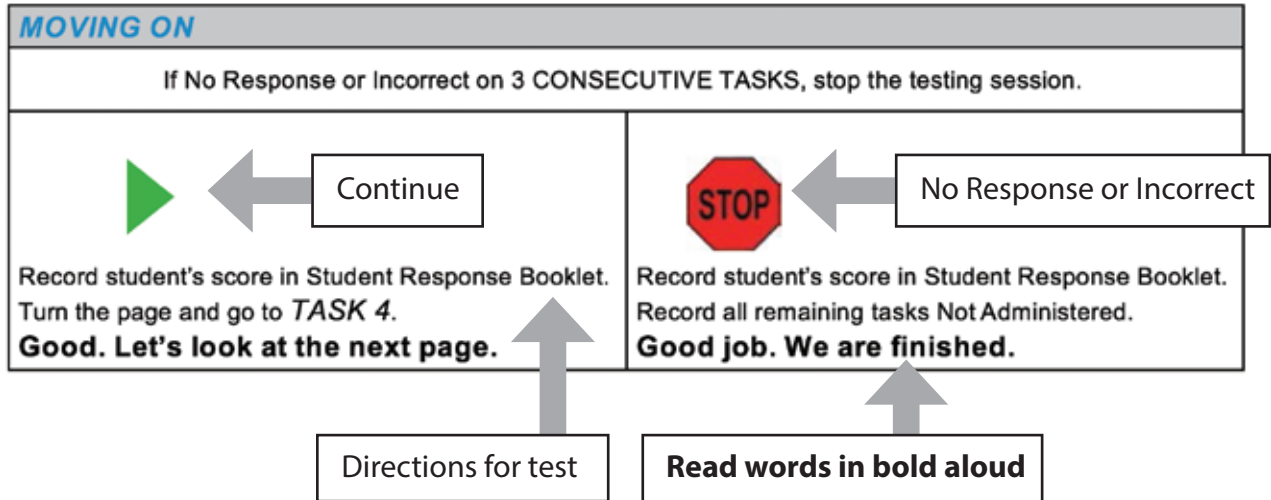 MOVING ON
If No Response or Incorrect on 3 CONSECUTIVE TASKS, stop the testing session.
Continue
Record student's score in Student Response Booklet.
Turn the page and go to TASK 4.
Good. Let's look at the next page.
STOP
No Response or Incorrect
Record student's score in Student Response Booklet.
Record all remaining tasks Not Administered.
Good job. We are finished.
Directions for test
Read words in bold aloud